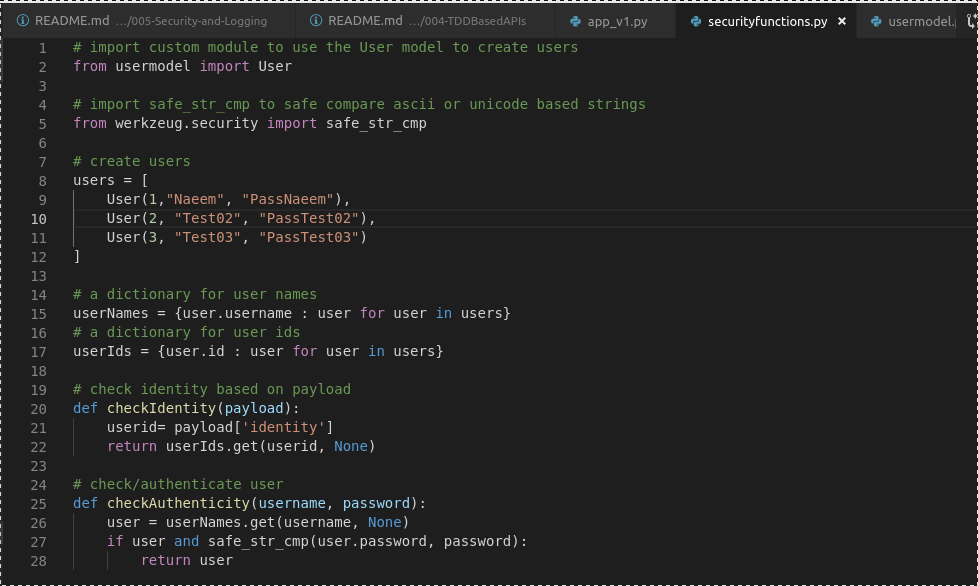 README.md .../005-Security-and-Logging README.md .../004-TDDBasedAPIs app_v1.py securityfunctions.py × usermodel.
1 # import custom module to use the User model to create users
2 from usermodel import User
3
4 # import safe_str_cmp to safe compare ascii or unicode based strings
5 from werkzeug.security import safe_str_cmp
6
7 # create users
8 users = [
9     User(1,"Naeem", "PassNaeem"),
10     User(2, "Test02", "PassTest02"),
11     User(3, "Test03", "PassTest03")
12 ]
13
14 # a dictionary for user names
15 userNames = {user.username : user for user in users}
16 # a dictionary for user ids
17 userIds = {user.id : user for user in users}
18
19 # check identity based on payload
20 def checkIdentity(payload):
21     userid= payload['identity']
22     return userIds.get(userid, None)
23
24 # check/authenticate user
25 def checkAuthenticity(username, password):
26     user = userNames.get(username, None)
27     if user and safe_str_cmp(user.password, password):
28         return user